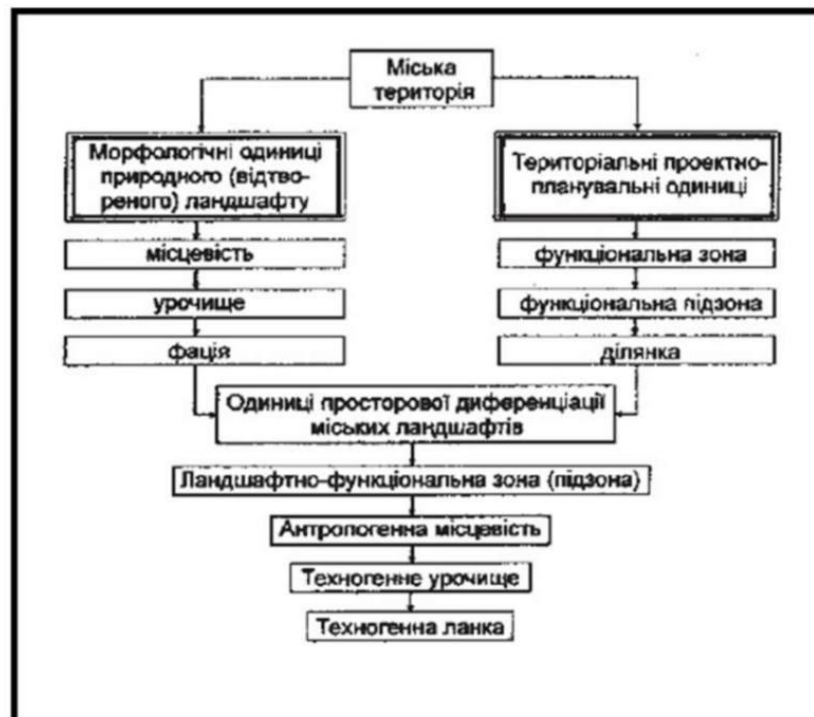 Міська
територія
Морфологічні одиниці
природного (відтво-
реного) ландшафту
Територіальні проектно-
планувальні одиниці
місцевість
функціональна зона
урочище
функціональна підзона
фація
ділянка
Одиниці просторової диференціації
міських ландшафтів
Ландшафтно-функціональна зона (підзона)
Антропогенна місцевість
Техногенне урочище
Техногенна ланка